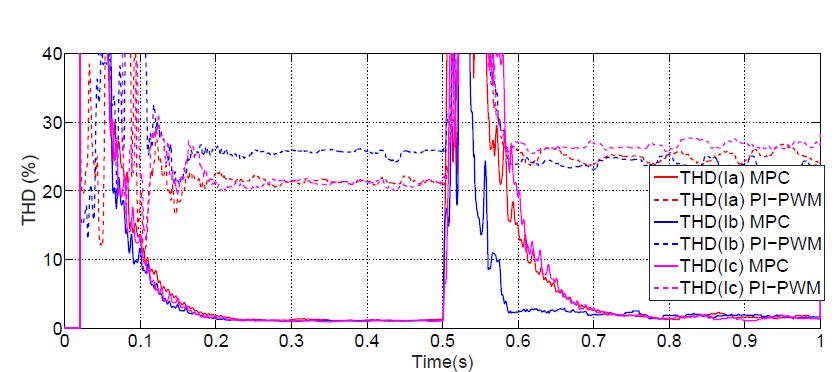 40
30
20
10
0
THD (%)
THD(Ia) MPC
THD(Ia) PI−PWM
THD(Ib) MPC
THD(Ib) PI−PWM
THD(Ic) MPC
THD(Ic) PI−PWM
0 0.1 0.2 0.3 0.4 0.5 0.6 0.7 0.8 0.9 1
Time(s)